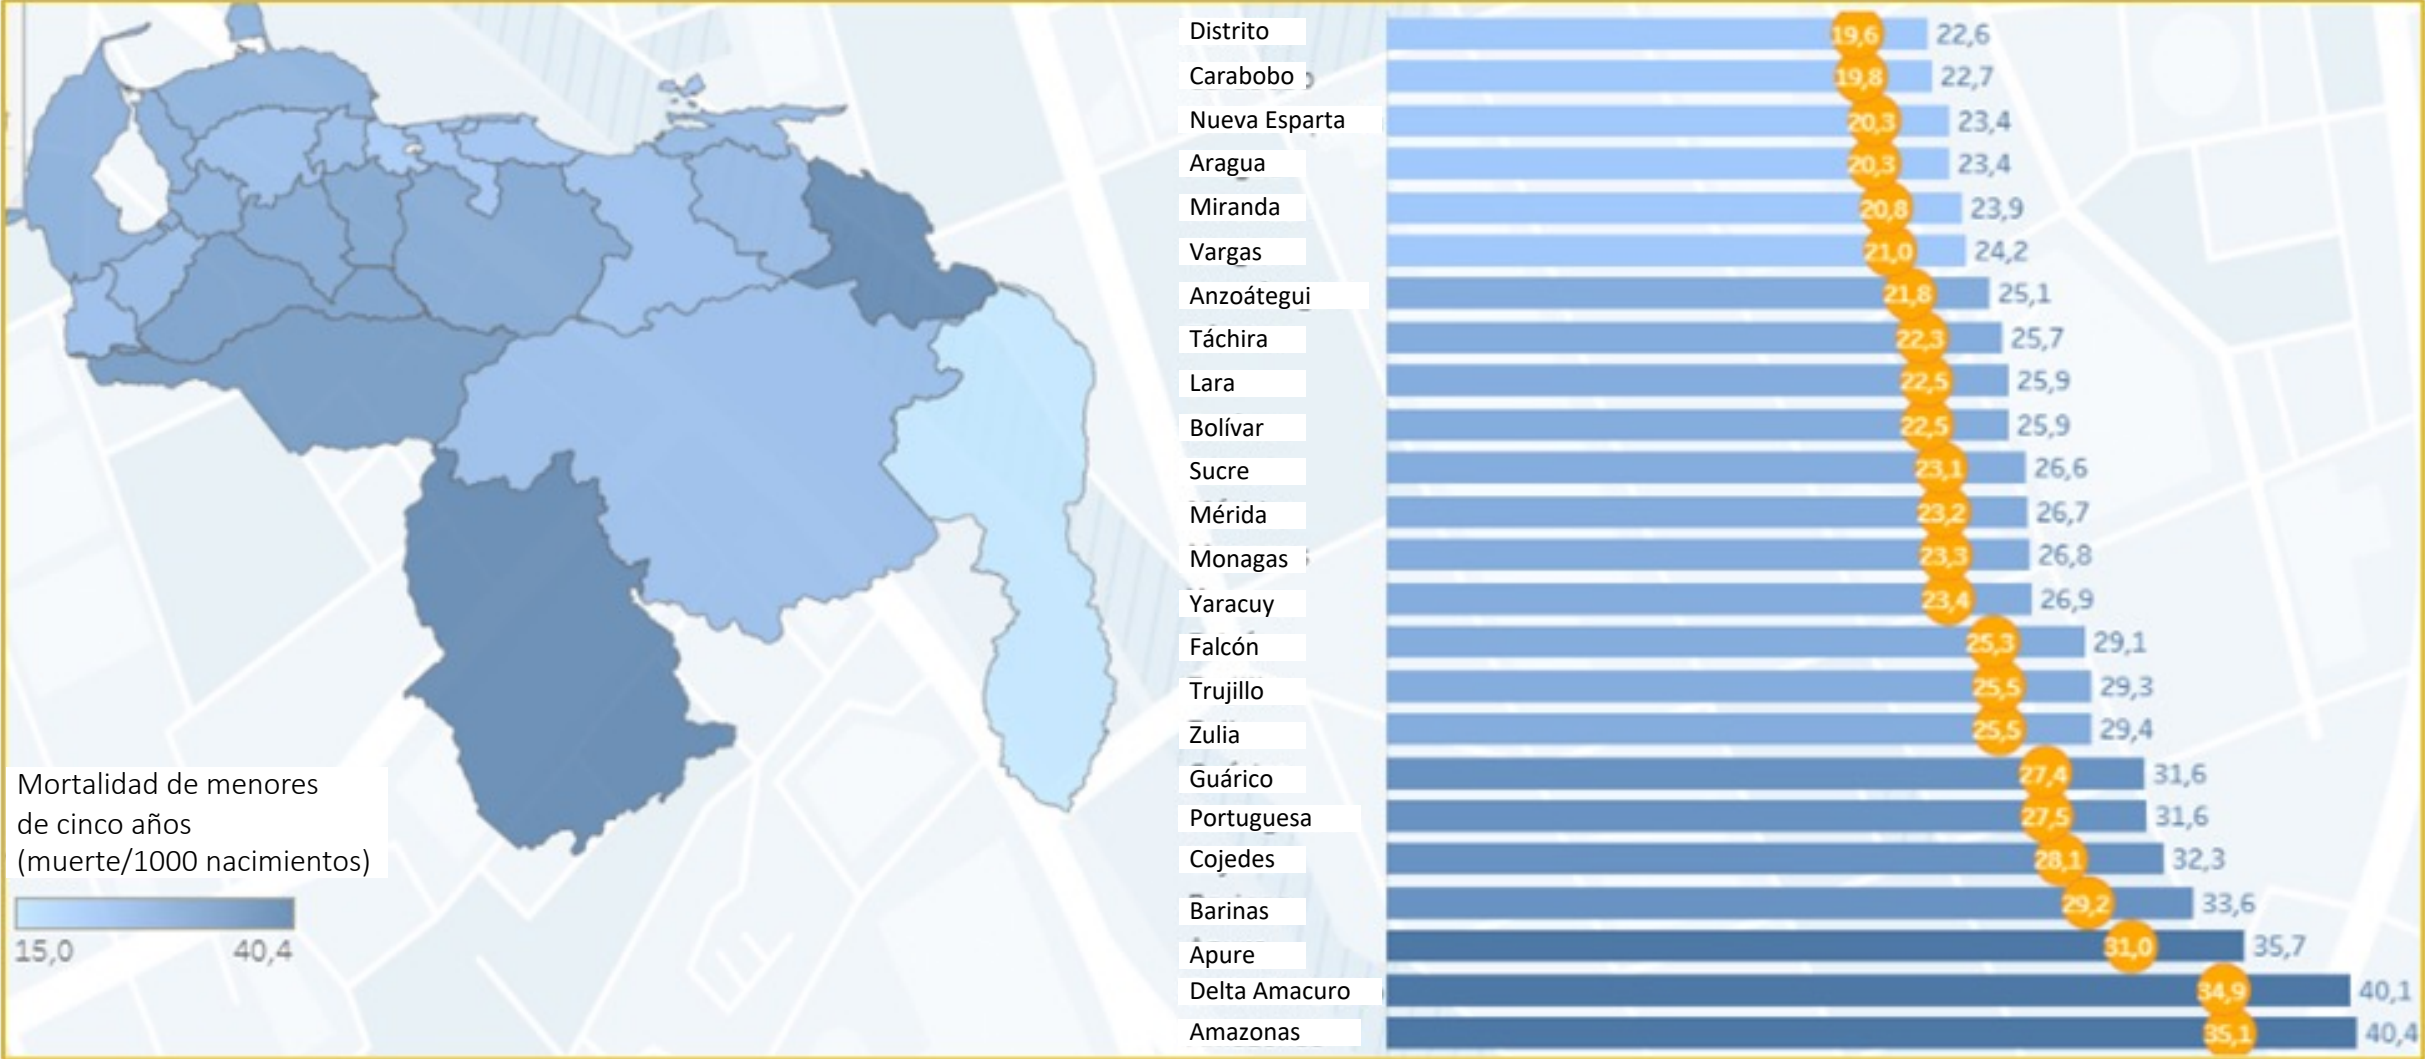 Mortalidad de menores
de cinco años
(muerte/1000 nacimientos)
15,0 40,4
Distrito 19,6 22,6
Carabobo 19,8 22,7
Nueva Esparta 20,3 23,4
Aragua 20,3 23,4
Miranda 20,8 23,9
Vargas 21,0 24,2
Anzoátegui 21,8 25,1
Táchira 22,3 25,7
Lara 22,5 25,9
Bolívar 22,5 25,9
Sucre 23,1 26,6
Mérida 23,2 26,7
Monagas 23,3 26,8
Yaracuy 23,4 26,9
Falcón 25,3 29,1
Trujillo 25,5 29,3
Zulia 25,5 29,4
Guárico 27,4 31,6
Portuguesa 27,5 31,6
Cojedes 28,1 32,3
Barinas 29,2 33,6
Apure 31,0 35,7
Delta Amacuro 34,9 40,1
Amazonas 35,1 40,4